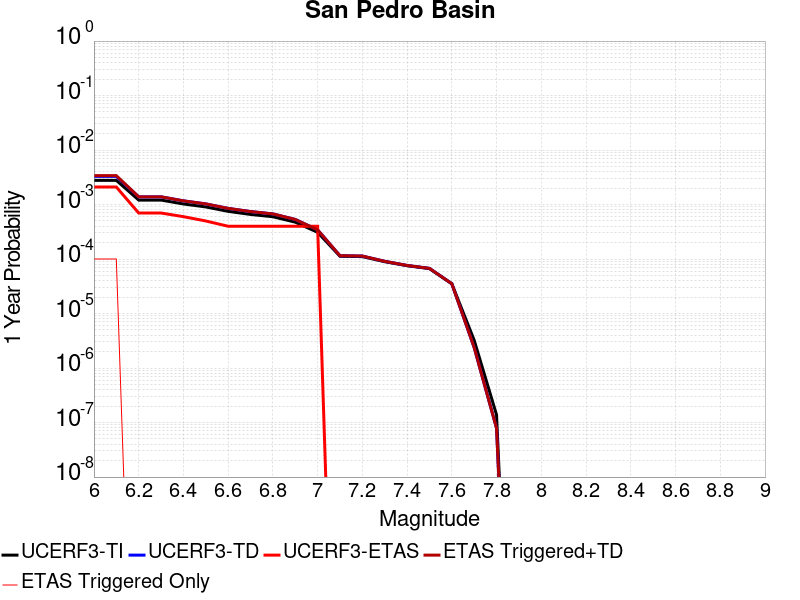 San Pedro Basin
1 Year Probability
10^0
10^-1
10^-2
10^-3
10^-4
10^-5
10^-6
10^-7
10^-8
6 6.2 6.4 6.6 6.8 7 7.2 7.4 7.6 7.8 8 8.2 8.4 8.6 8.8 9
Magnitude
UCERF3-TI UCERF3-TD UCERF3-ETAS ETAS Triggered+TD
ETAS Triggered Only